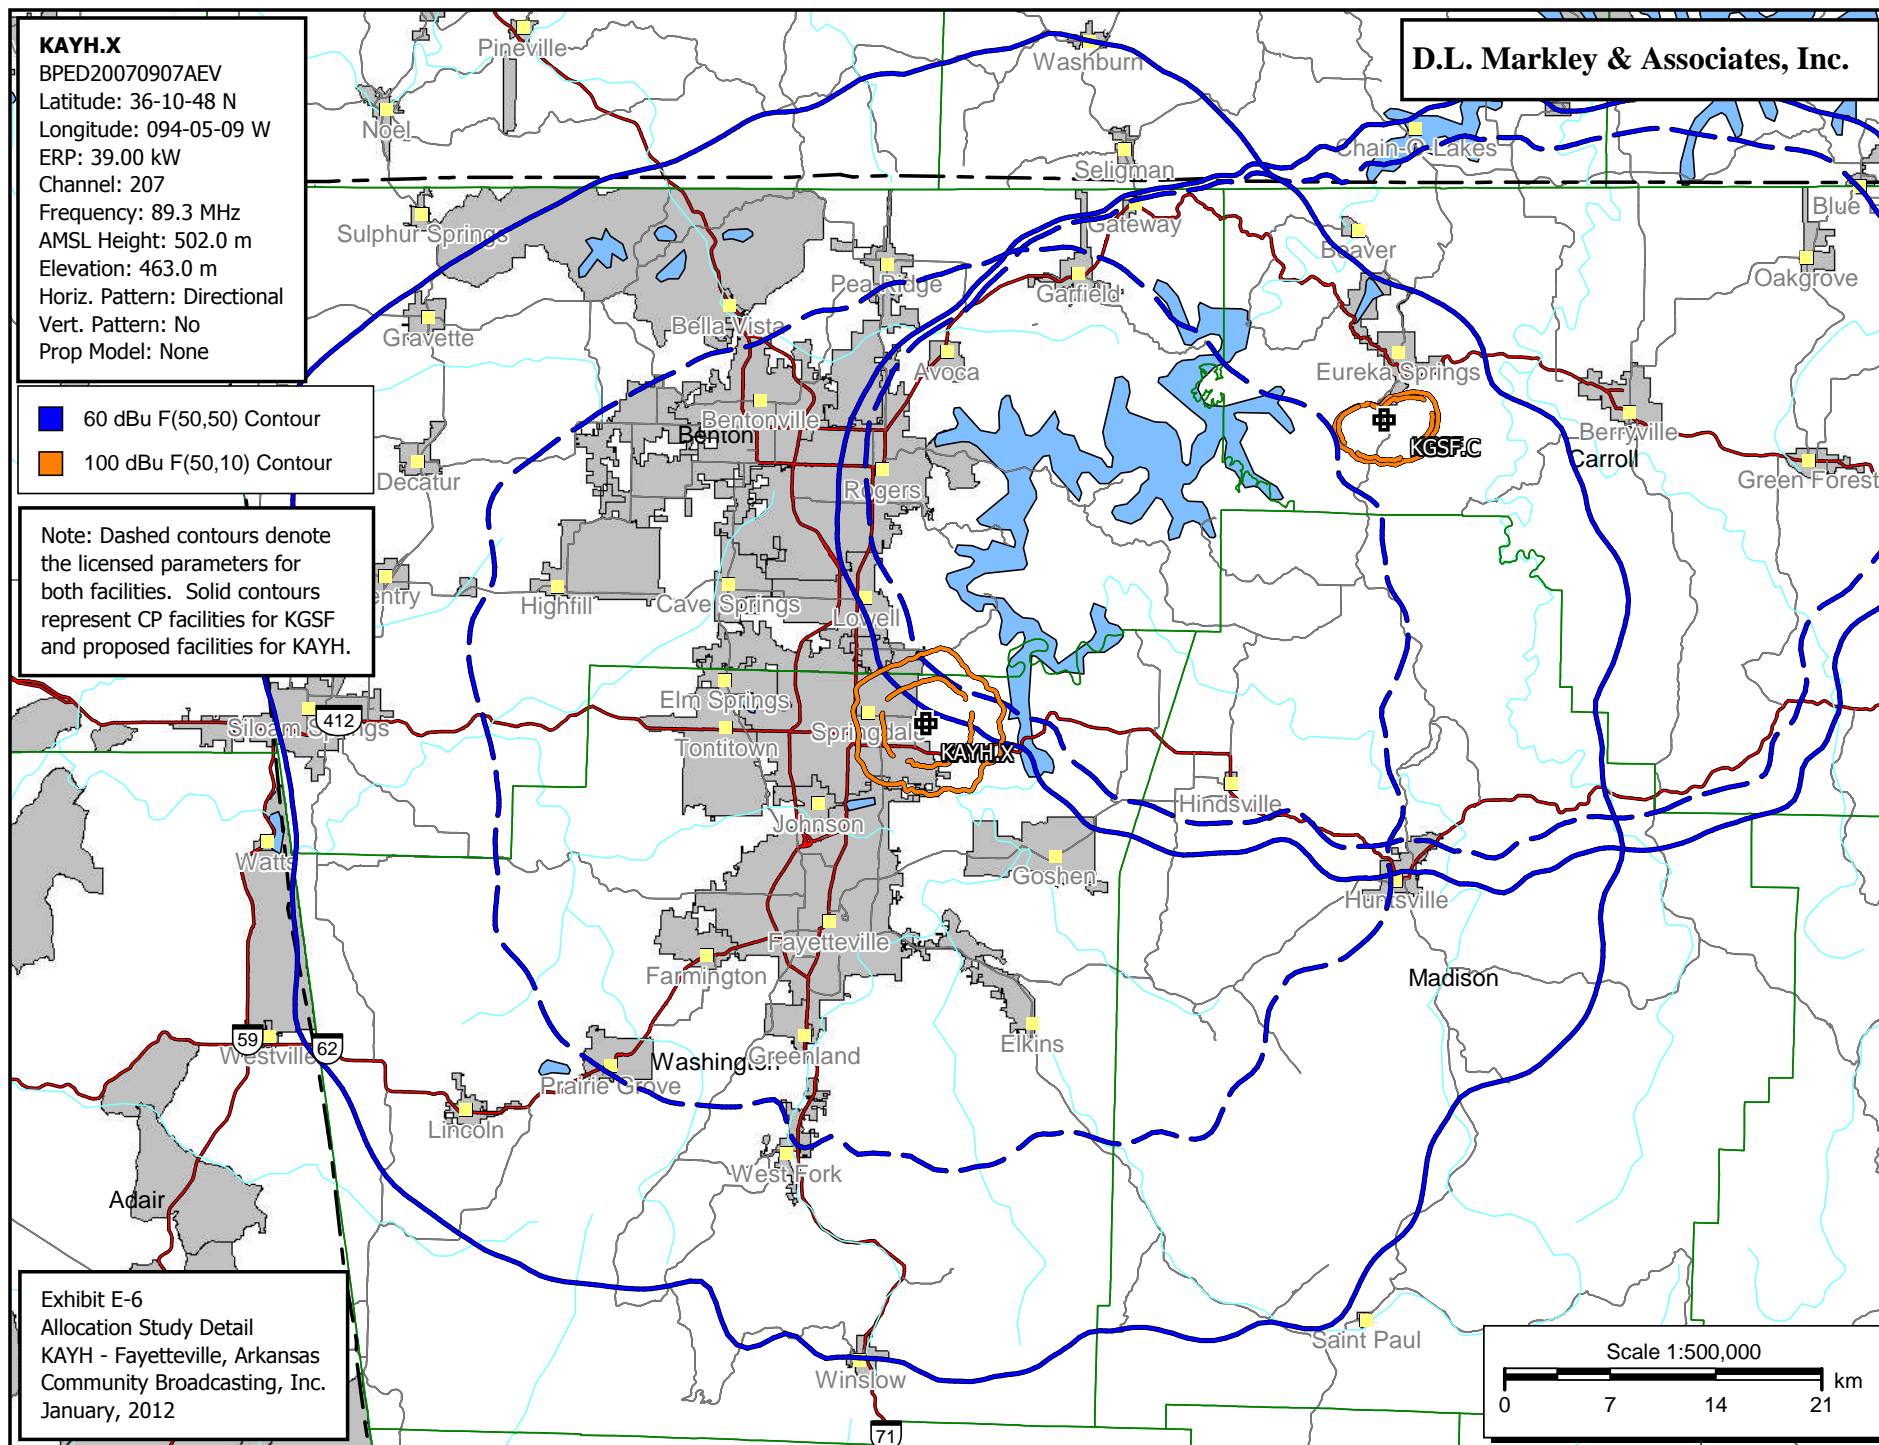 KAYH.X
BPED20070907AEV
Latitude: 36-10-48 N
Longitude: 094-05-09 W
ERP: 39.00 kW
Channel: 207
Frequency: 89.3 MHz
AMSL Height: 502.0 m
Elevation: 463.0 m
Horiz. Pattern: Directional
Vert. Pattern: No
Prop Model: None
60 dBu F(50,50) Contour
100 dBu F(50,10) Contour
Note: Dashed contours denote
the licensed parameters for
both facilities. Solid contours
represent CP facilities for KGSF
and proposed facilities for KAYH.
D.L. Markley & Associates, Inc.
Pineville
Washburn
Noel
Chain-O-Lakes
Seligman
Sulphur Springs
Gateway
Beaver
Blue E
Oakgrove
Pea Ridge
Garfield
Bella Vista
Gravette
Avoca
Eureka Springs
Bentonville
Benton
Berryville
Carroll
KGSF.C
Decatur
Rogers
Green Forest
entry
Highfill
Cave Springs
Lowell
Elm Springs
Siloam Springs
412
Tontitown
Springdale
KAYH.X
Hindsville
Johnson
Watts
Goshen
Huntsville
Fayetteville
Farmington
Madison
59
Westville
62
Washington
Greenland
Elkins
Prairie Grove
Lincoln
West Fork
Adair
Saint Paul
Winslow
71
Exhibit E-6
Allocation Study Detail
KAYH - Fayetteville, Arkansas
Community Broadcasting, Inc.
January, 2012
Scale 1:500,000
km
0 7 14 21